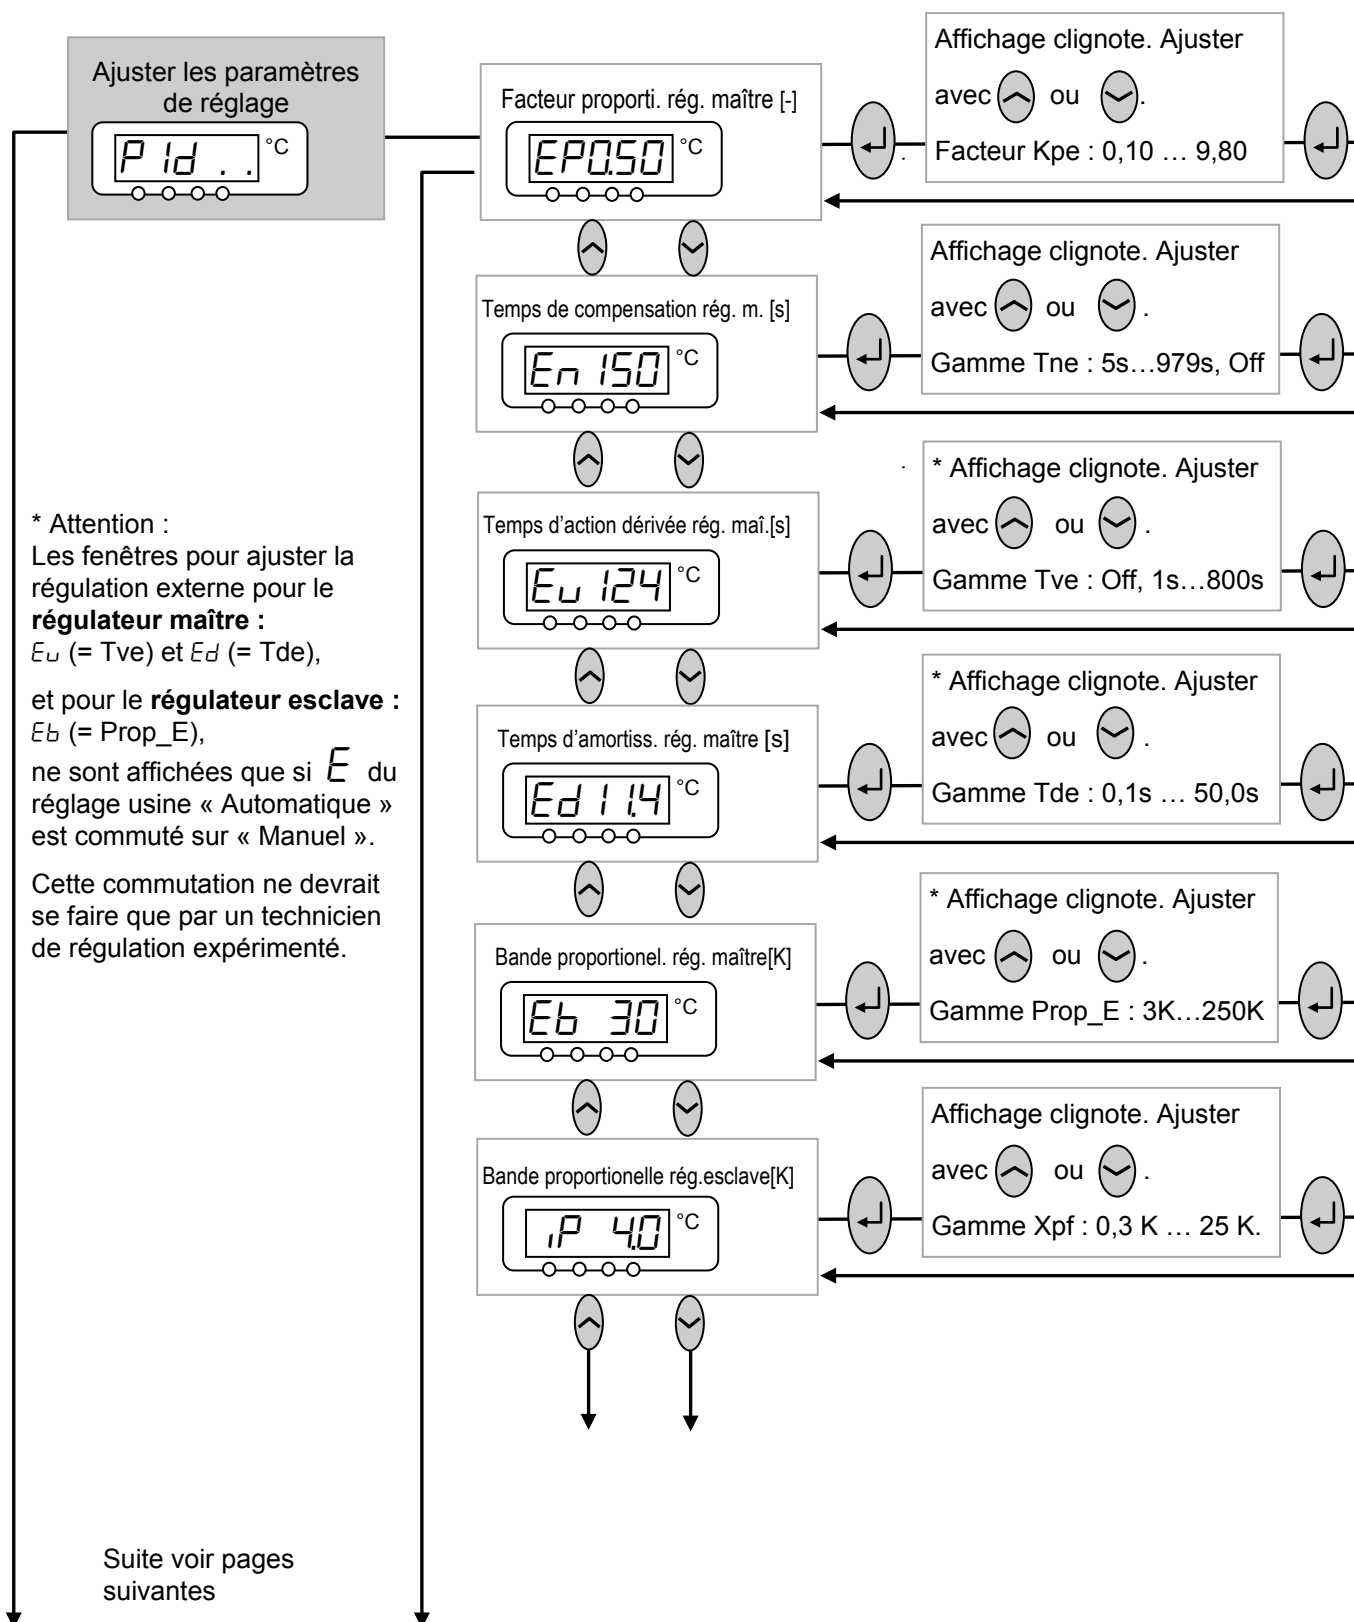 Ajuster les paramètres
de réglage
PId . .
°C
Facteur proporti. rég. maître [-]
EP0.50
°C
Affichage clignote. Ajuster
avec ou .
Facteur Kpe : 0,10 … 9,80
Temps de compensation rég. m. [s]
En 150
°C
Affichage clignote. Ajuster
avec ou .
Gamme Tne : 5s…979s, Off
Temps d'action dérivée rég. maî.[s]
Eu 124
°C
* Affichage clignote. Ajuster
avec ou .
Gamme Tve : Off, 1s…800s
Temps d'amortiss. rég. maître [s]
Ed 11.4
°C
* Affichage clignote. Ajuster
avec ou .
Gamme Tde : 0,1s … 50,0s
Bande proportionel. rég. maître[K]
Eb 30
°C
* Affichage clignote. Ajuster
avec ou .
Gamme Prop_E : 3K…250K
Bande proportionelle rég.esclave[K]
iP 4.0
°C
Affichage clignote. Ajuster
avec ou .
Gamme Xpf : 0,3 K … 25 K.
* Attention :
Les fenêtres pour ajuster la
régulation externe pour le
régulateur maître :
Eu (= Tve) et Ed (= Tde),
et pour le régulateur esclave :
Eb (= Prop_E),
ne sont affichées que si E du
réglage usine « Automatique »
est commuté sur « Manuel ».
Cette commutation ne devrait
se faire que par un technicien
de régulation expérimenté.
Suite voir pages
suivantes